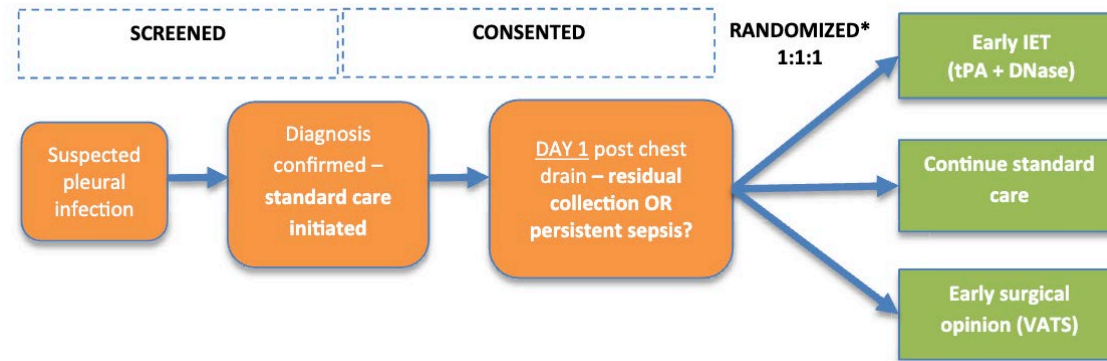 SCREENED
CONSENTED
RANDOMIZED*
1:1:1
Suspected
pleural
infection
Diagnosis
confirmed –
standard care
initiated
DAY 1 post chest
drain – residual
collection OR
persistent sepsis?
Early IET
(tPA + DNase)
Continue standard
care
Early surgical
opinion (VATS)